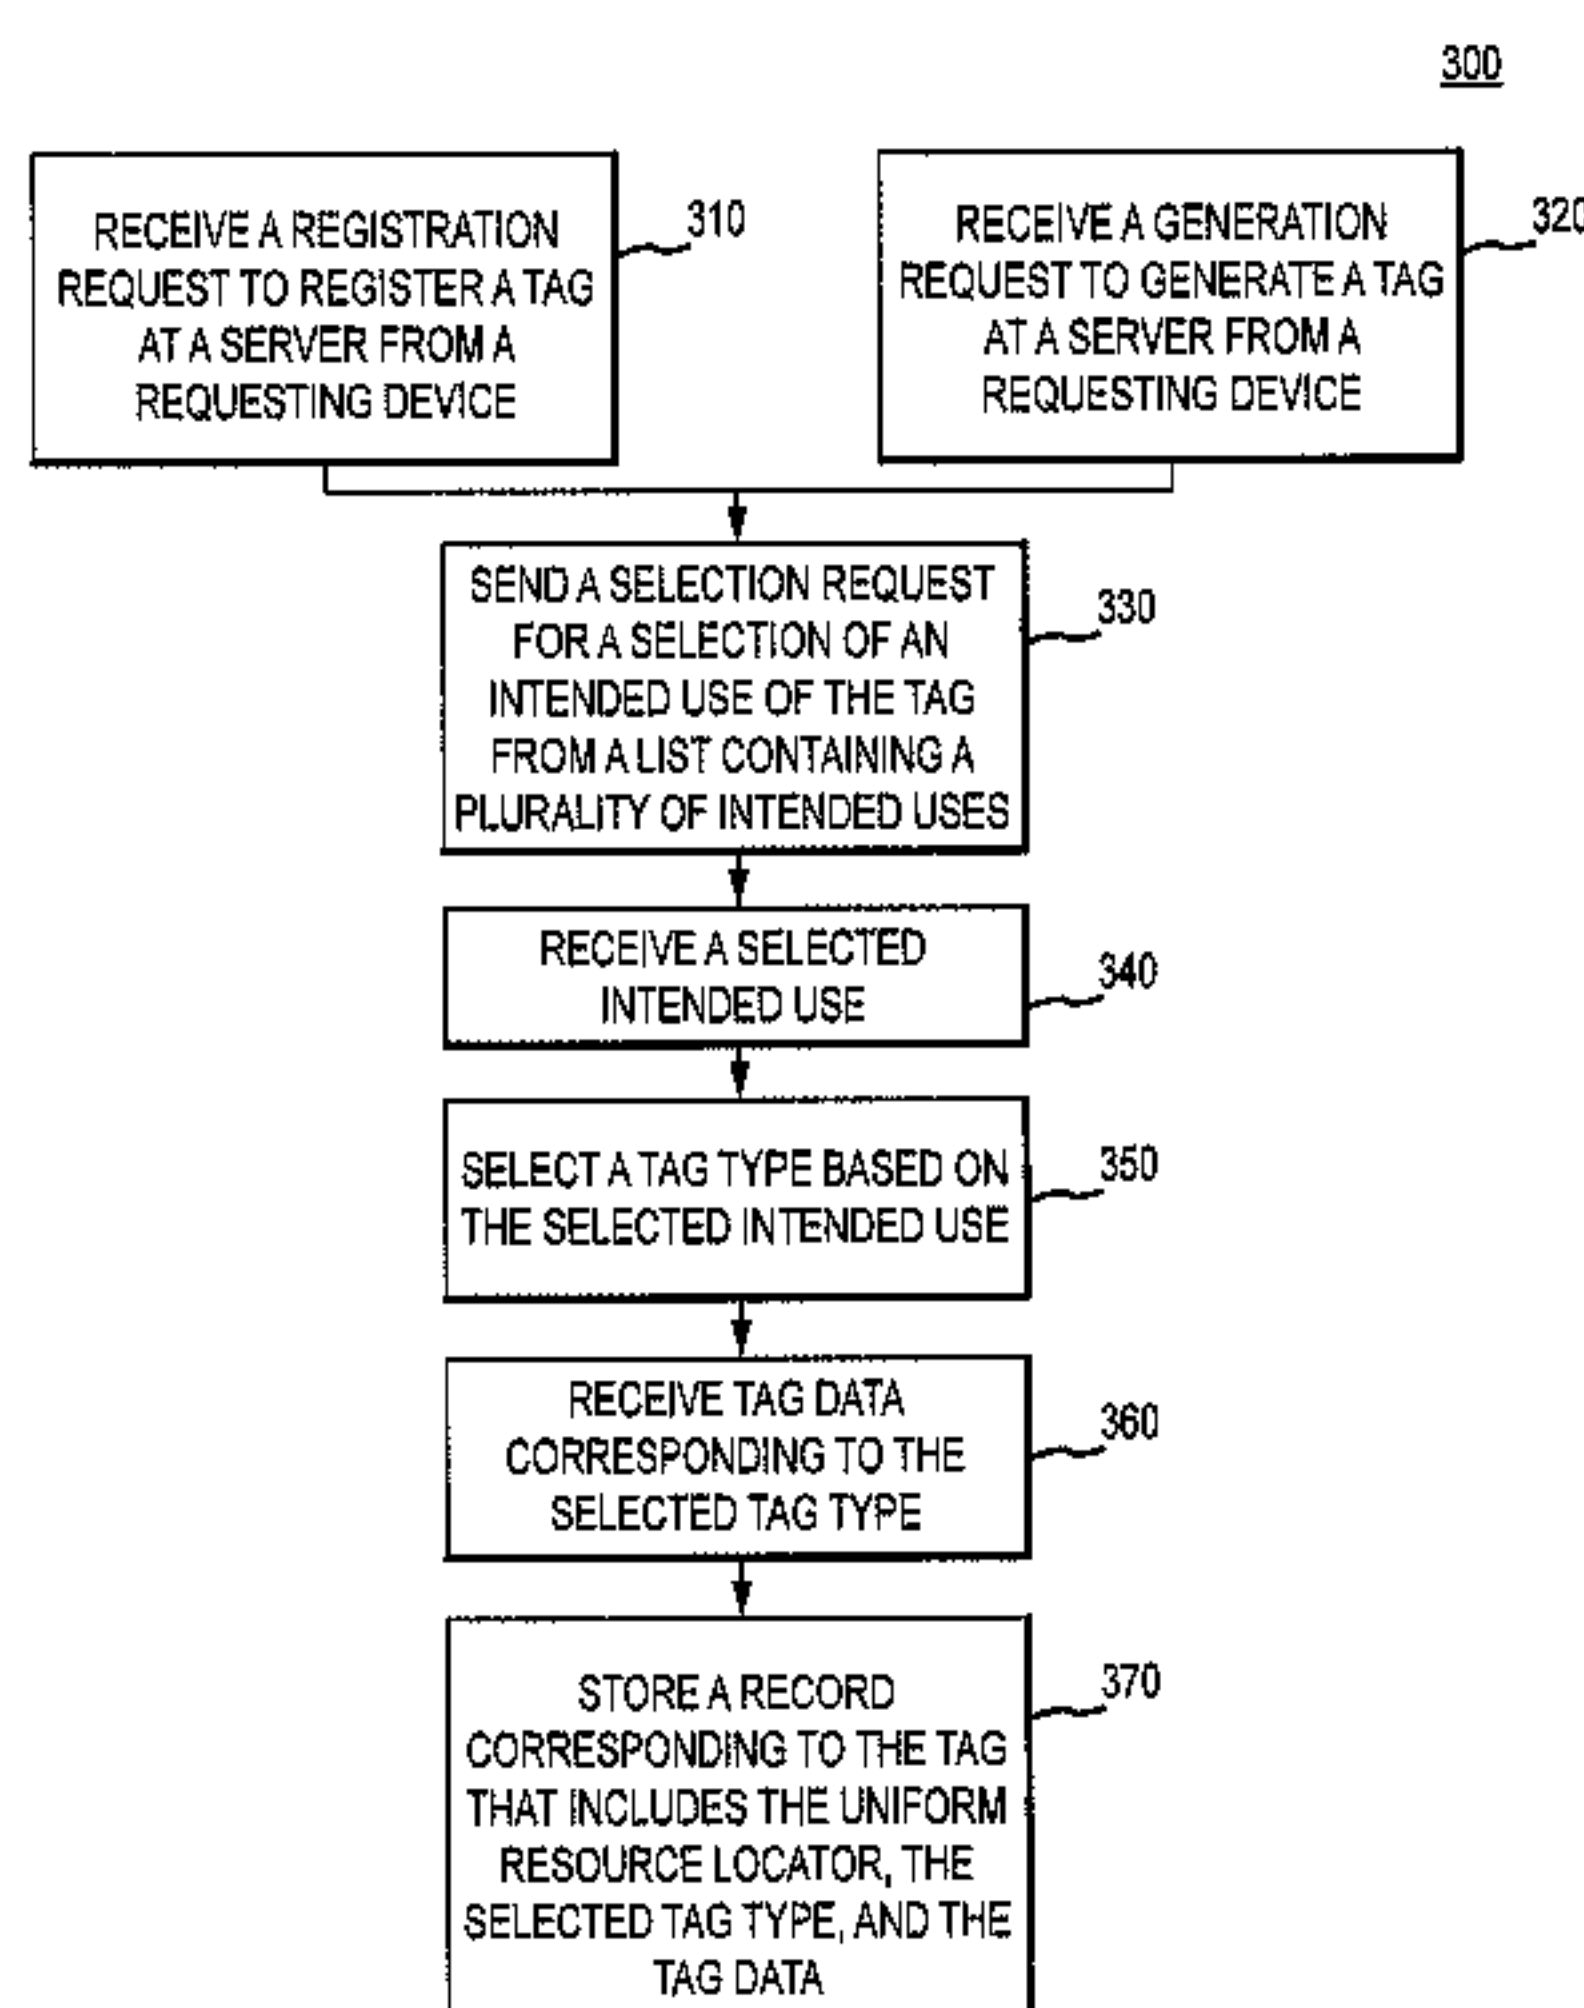 300
RECEIVE A REGISTRATION
REQUEST TO REGISTER A TAG
AT A SERVER FROM A
REQUESTING DEVICE
310
RECEIVE A GENERATION
REQUEST TO GENERATE A TAG
AT A SERVER FROM A
REQUESTING DEVICE
320
SEND A SELECTION REQUEST
FOR A SELECTION OF AN
INTENDED USE OF THE TAG
FROM A LIST CONTAINING A
PLURALITY OF INTENDED USES
330
RECEIVE A SELECTED
INTENDED USE
340
SELECT A TAG TYPE BASED ON
THE SELECTED INTENDED USE
350
RECEIVE TAG DATA
CORRESPONDING TO THE
SELECTED TAG TYPE
360
STORE A RECORD
CORRESPONDING TO THE TAG
THAT INCLUDES THE UNIFORM
RESOURCE LOCATOR, THE
SELECTED TAG TYPE, AND THE
TAG DATA
370